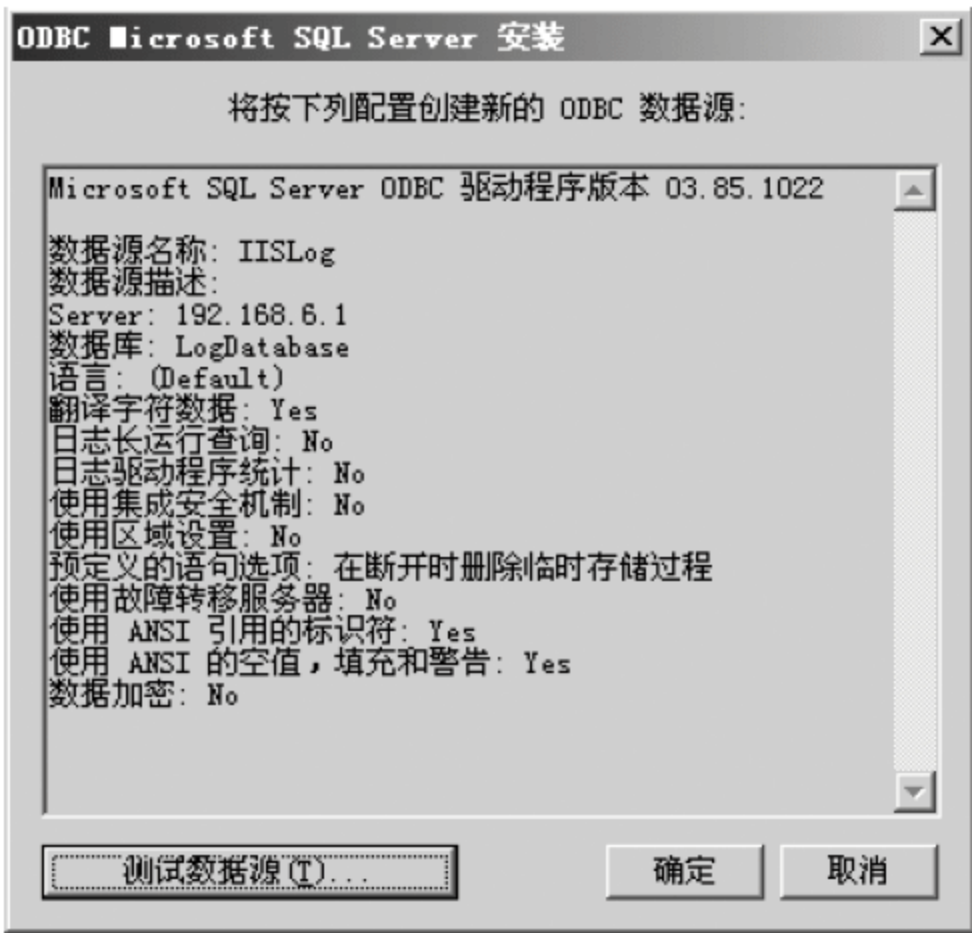 ODBC Microsoft SQL Server 安装
将按下列配置创建新的 ODBC 数据源:
Microsoft SQL Server ODBC 驱动程序版本 03.85.1022
数据源名称: IISLog
数据源描述:
Server: 192.168.6.1
数据库: LogDatabase
语言: (Default)
翻译字符数据: Yes
日志长运行查询: No
日志驱动程序统计: No
使用集成安全机制: No
使用区域设置: No
预定义的语句选项: 在断开时删除临时存储过程
使用故障转移服务器: No
使用 ANSI 引用的标识符: Yes
使用 ANSI 的空值，填充和警告: Yes
数据加密: No
测试数据源(T)...
确定
取消